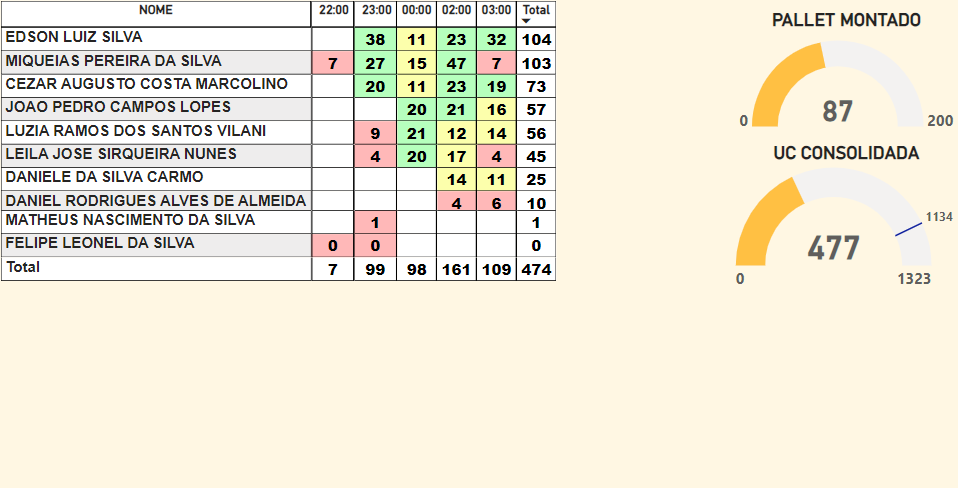 NOME 22:00 23:00 00:00 02:00 03:00 Total
EDSON LUIZ SILVA 38 11 23 32 104
MIQUEIAS PEREIRA DA SILVA 7 27 15 47 7 103
CEZAR AUGUSTO COSTA MARCOLINO 20 11 23 19 73
JOAO PEDRO CAMPOS LOPES 20 21 16 57
LUZIA RAMOS DOS SANTOS VILANI 9 21 12 14 56
LEILA JOSE SIRQUEIRA NUNES 4 20 17 4 45
DANIELE DA SILVA CARMO 14 11 25
DANIEL RODRIGUES ALVES DE ALMEIDA 4 6 10
MATHEUS NASCIMENTO DA SILVA 1 1
FELIPE LEONEL DA SILVA 0 0 0
Total 7 99 98 161 109 474
PALLET MONTADO
87
0 200
UC CONSOLIDADA
1134
477
0 1323